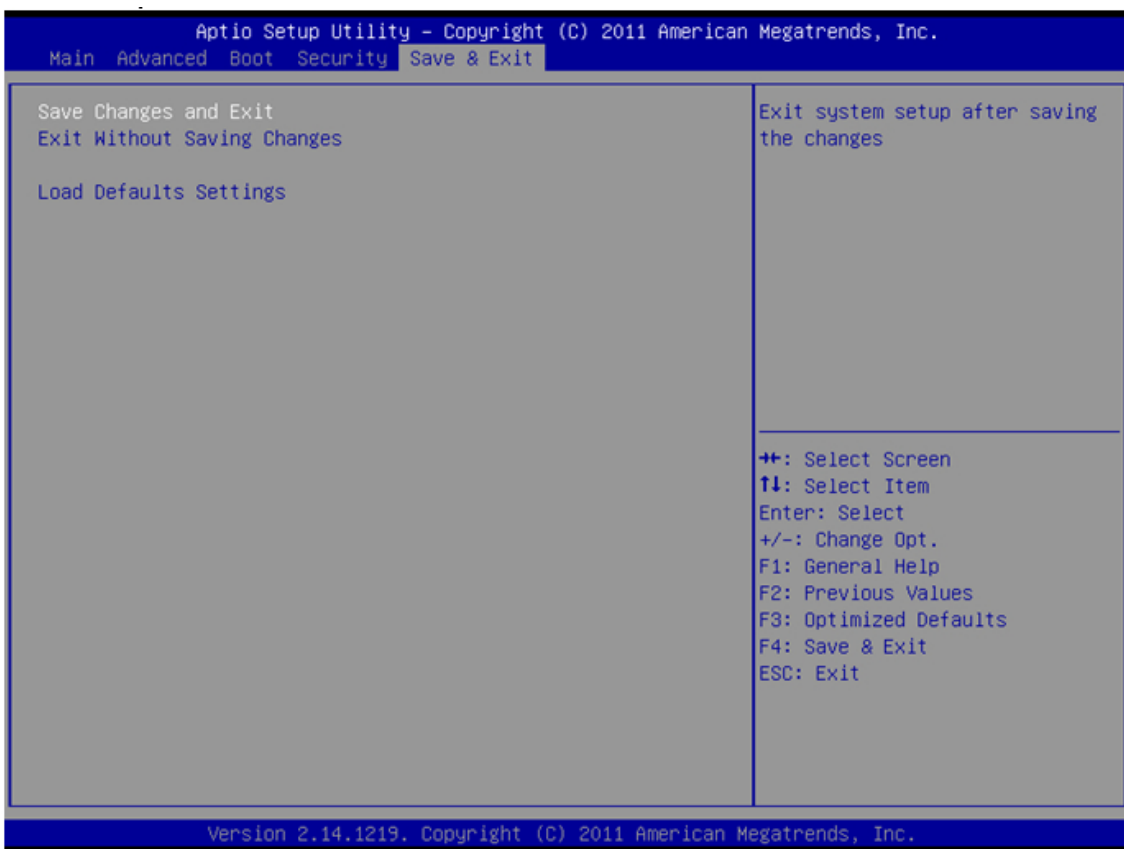 Aptio Setup Utility – Copyright (C) 2011 American Megatrends, Inc.
Main Advanced Boot Security Save & Exit
Save Changes and Exit
Exit Without Saving Changes
Load Defaults Settings
Exit system setup after saving
the changes
→←: Select Screen
↑↓: Select Item
Enter: Select
+/-: Change Opt.
F1: General Help
F2: Previous Values
F3: Optimized Defaults
F4: Save & Exit
ESC: Exit
Version 2.14.1219. Copyright (C) 2011 American Megatrends, Inc.